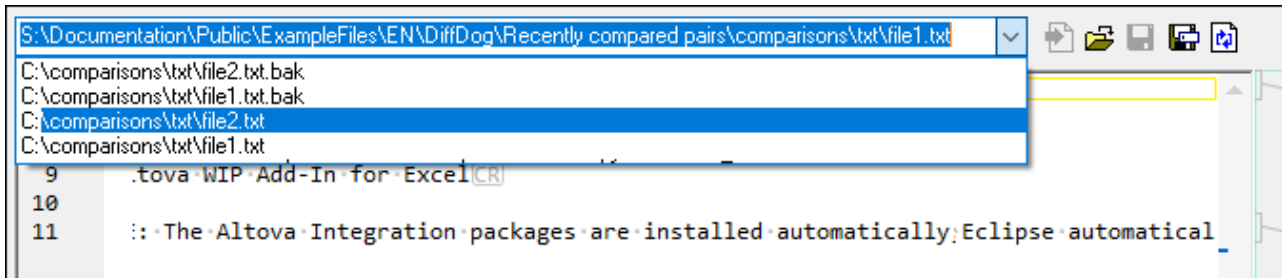 S:\Documentation\Public\ExampleFiles\EN\DiffDog\Recently compared pairs\comparisons\txt\file1.txt
C:\comparisons\txt\file2.txt.bak
C:\comparisons\txt\file1.txt.bak
C:\comparisons\txt\file2.txt
C:\comparisons\txt\file1.txt
9 .tova·WIP·Add-In·for·Excel CR
10
11 :·The·Altova·Integration·packages·are·installed·automatically;Eclipse·automatical